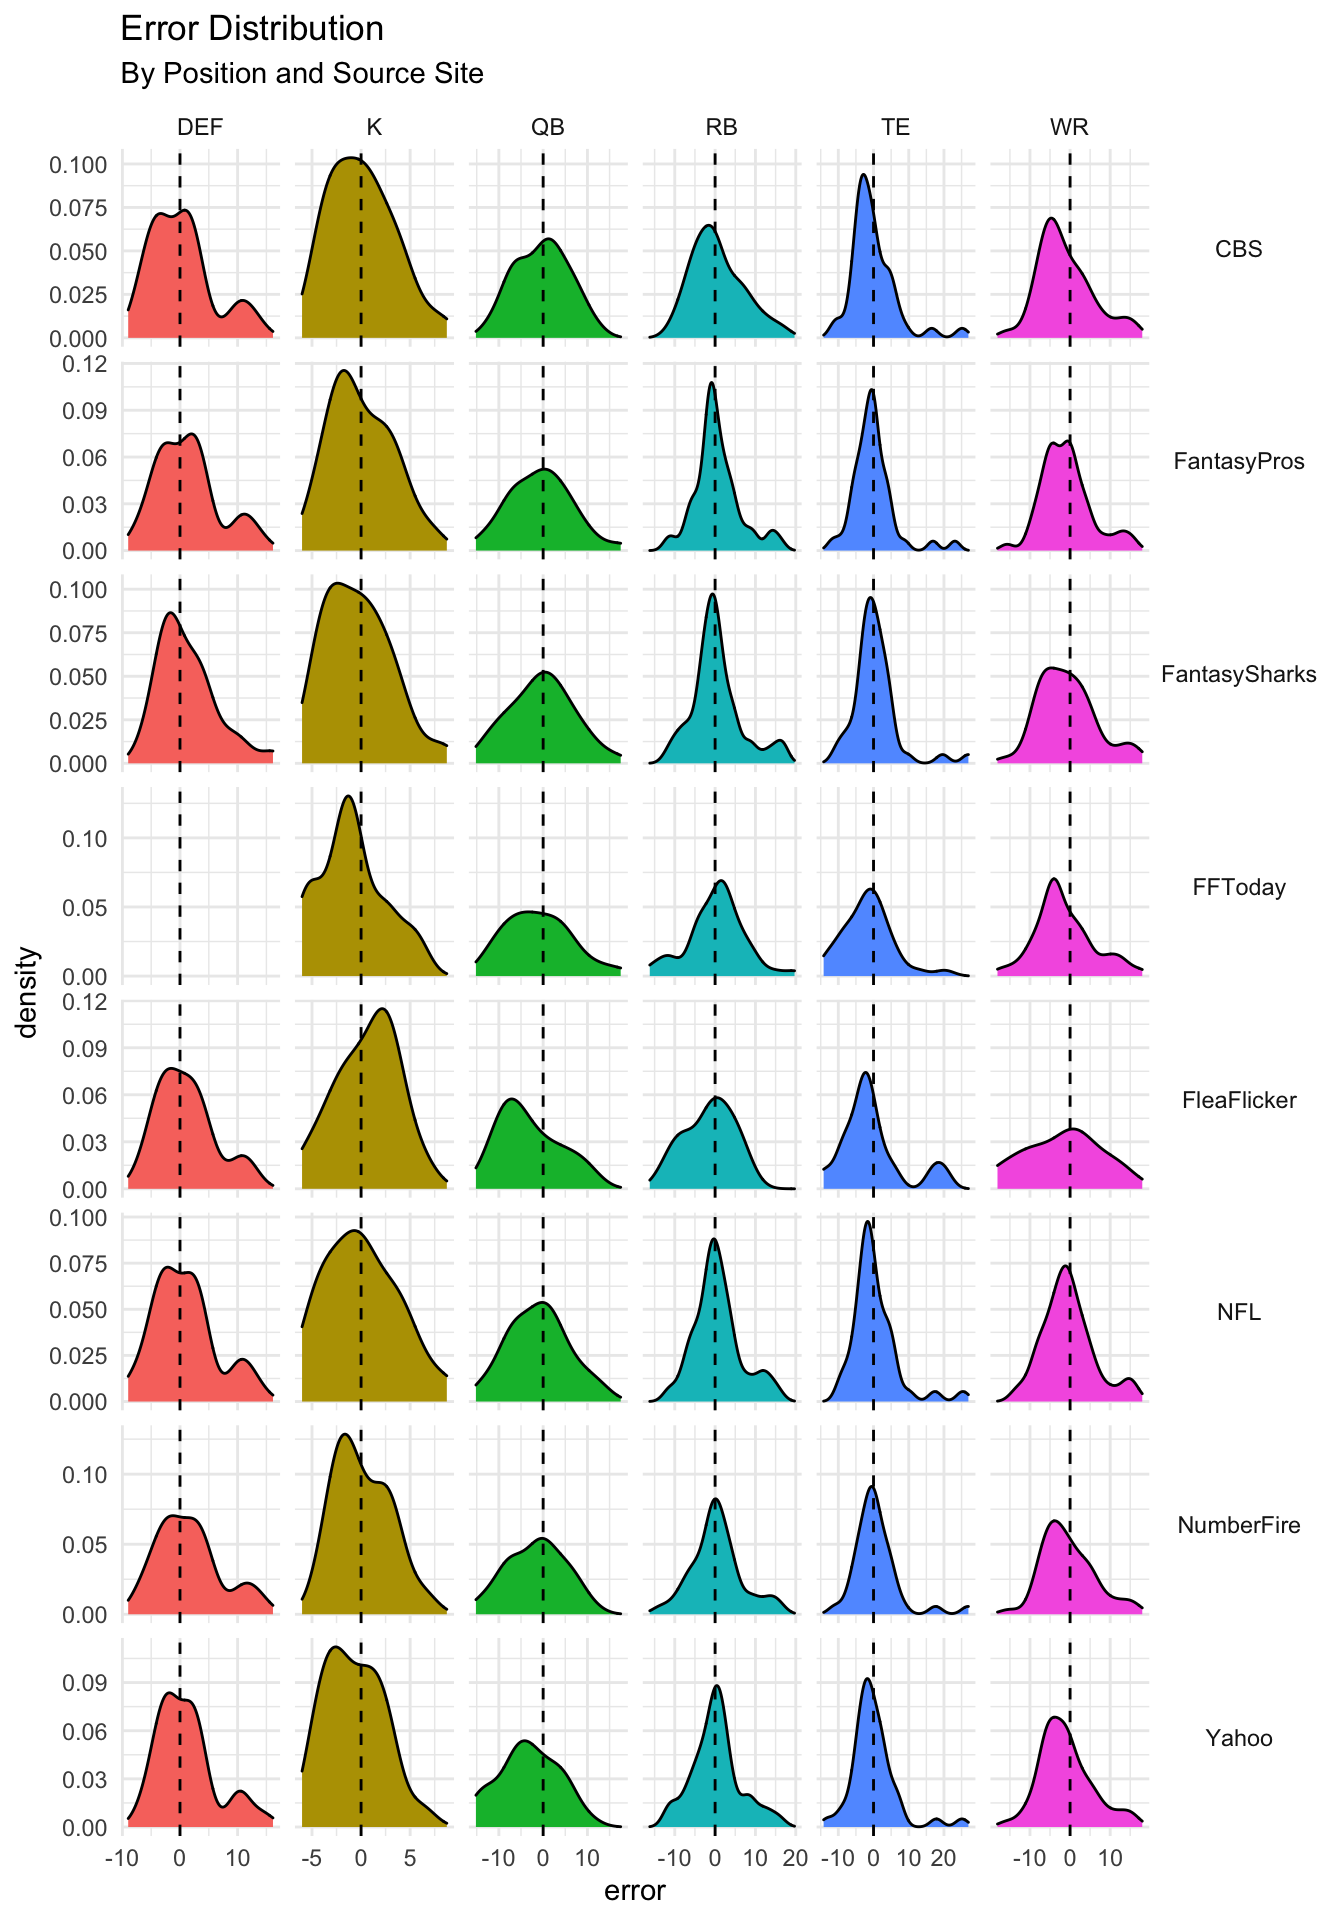 Error Distribution
By Position and Source Site
DEF K QB RB TE WR
0.100
0.075
0.050
0.025
0.000
CBS
0.12
0.09
0.06
0.03
0.00
FantasyPros
0.100
0.075
0.050
0.025
0.000
FantasySharks
0.10
0.05
0.00
FFToday
density
0.12
0.09
0.06
0.03
0.00
FleaFlicker
0.100
0.075
0.050
0.025
0.000
NFL
0.10
0.05
0.00
NumberFire
0.09
0.06
0.03
0.00
Yahoo
-10 0 10 -5 0 5 -10 0 10 -10 0 10 20 -10 0 10 20 -10 0 10
error